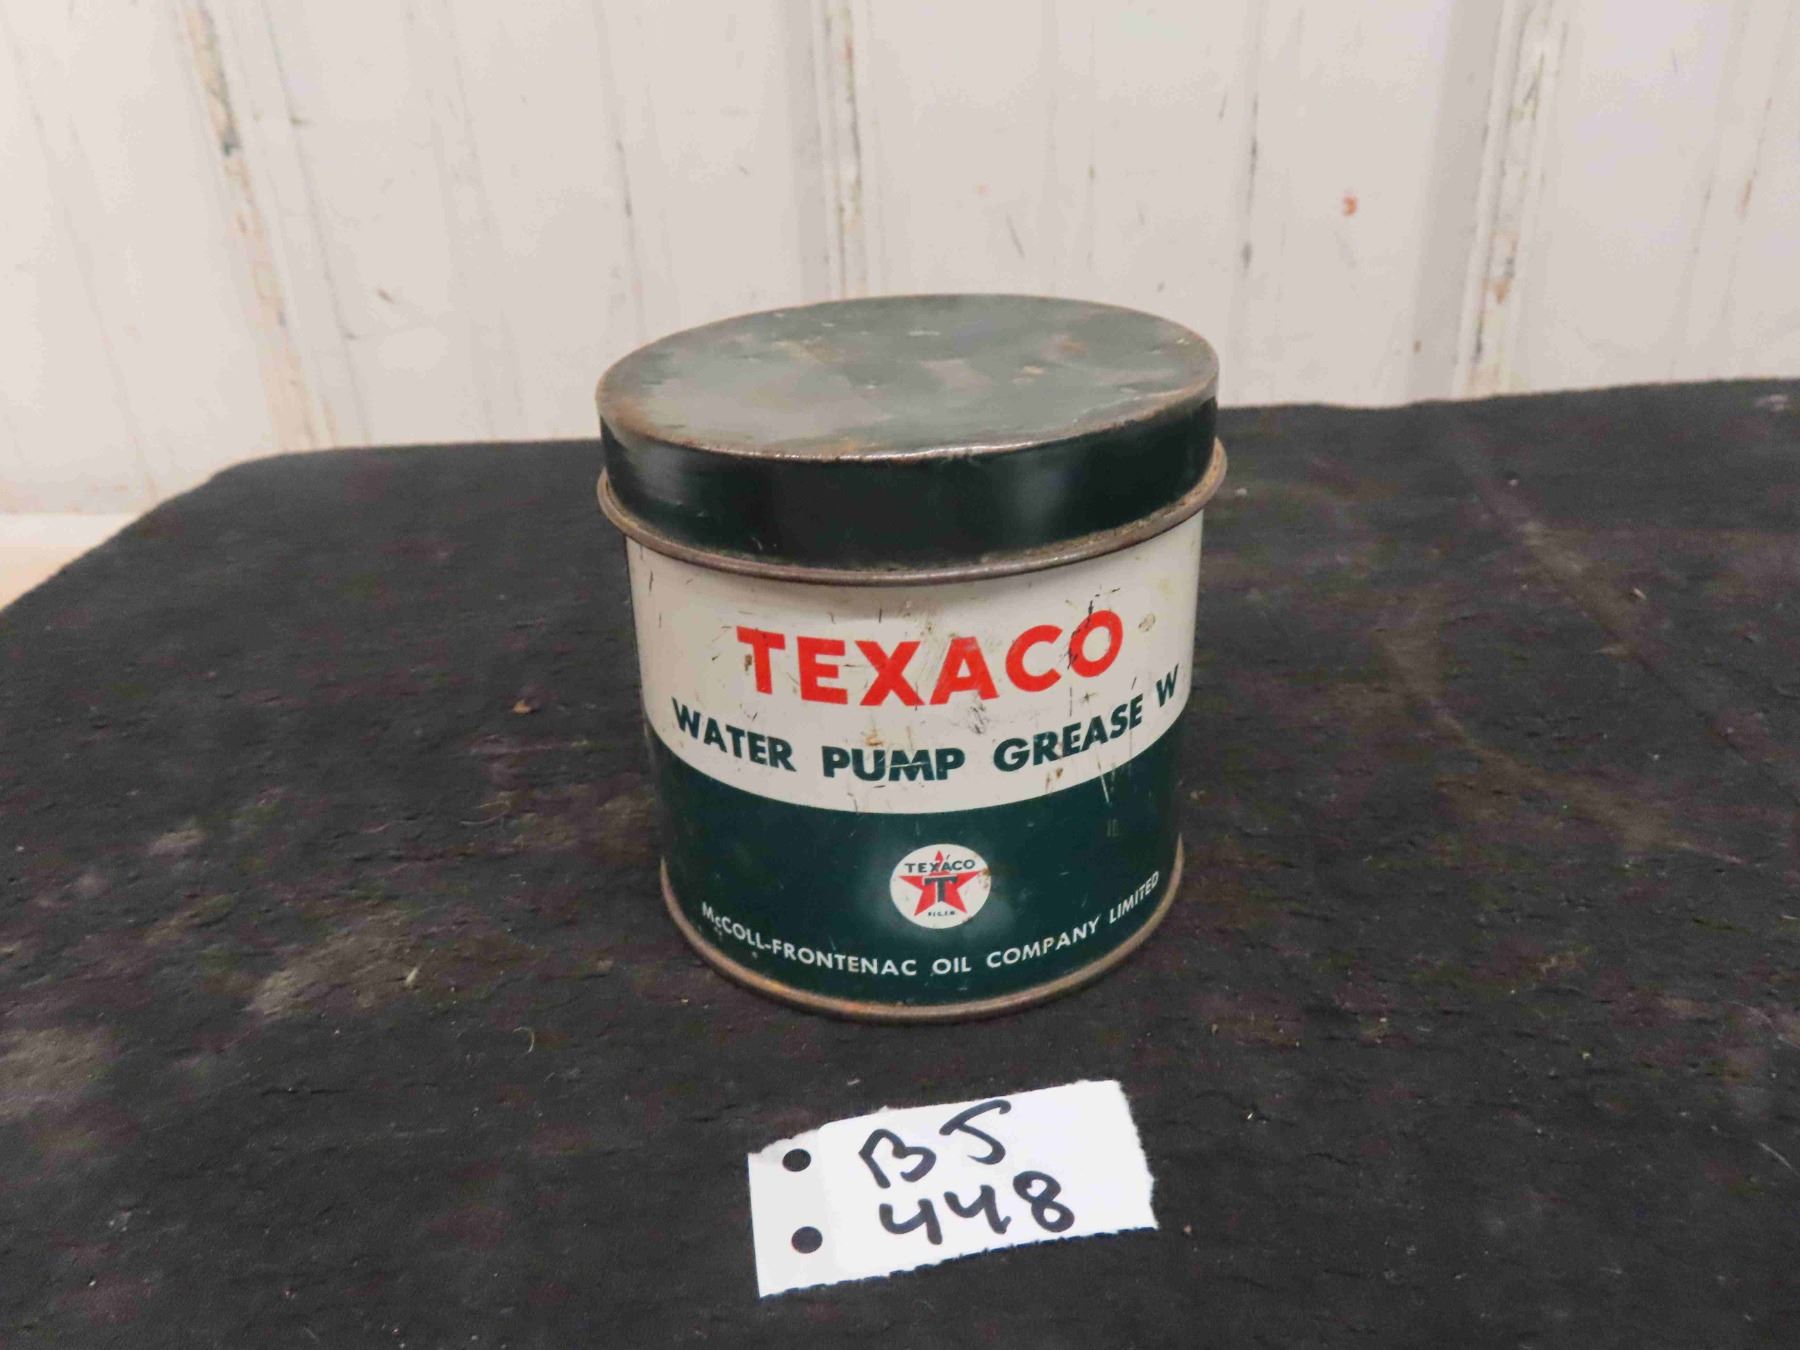 TEXACO
WATER PUMP GREASE W
TEXACO
T
McCOLL-FRONTENAC OIL COMPANY LIMITED
BJ
448